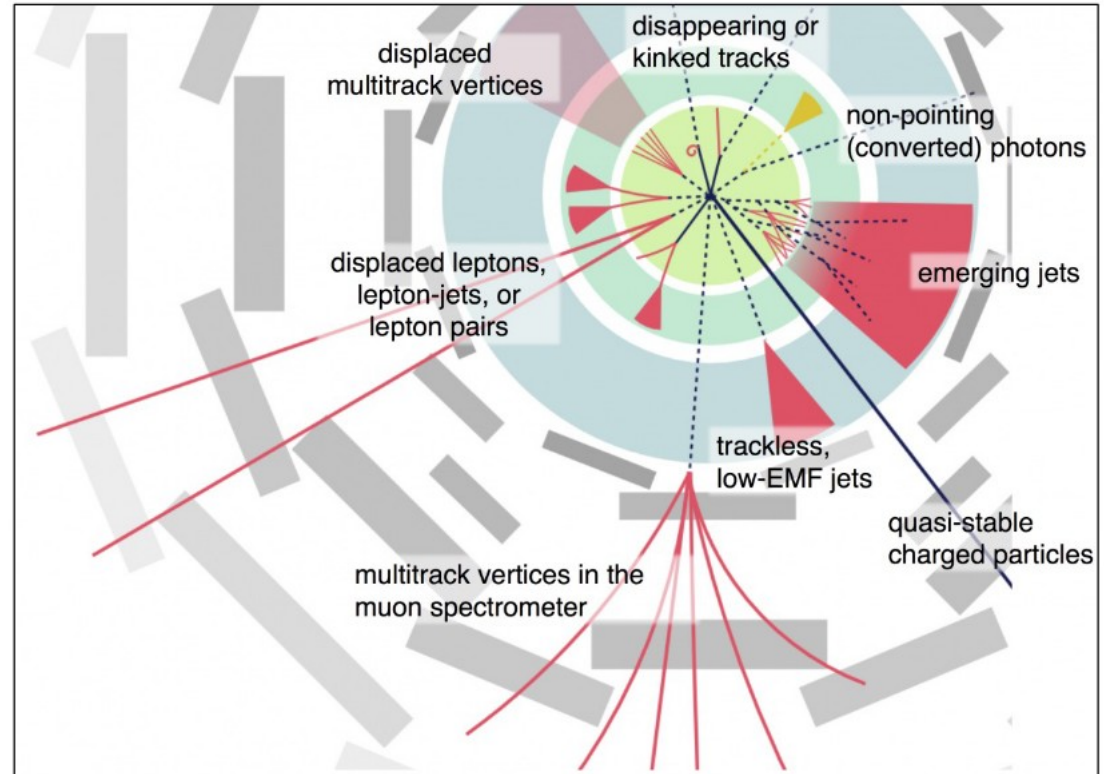 disappearing or
kinked tracks
displaced
multitrack vertices
non-pointing
(converted) photons
displaced leptons,
lepton-jets, or
lepton pairs
emerging jets
trackless,
low-EMF jets
quasi-stable
charged particles
multitrack vertices in the
muon spectrometer